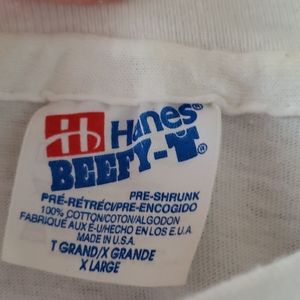 H Hanes®
BEEFY-T®
PRE-SHRUNK
PRÉ-RÉTRÉCI/PRE-ENCOGIDO
100% COTTON/COTON/ALGODON
FABRIQUE AUX É-U/HECHO EN LOS E.U.A.
MADE IN U.S.A.
T GRAND/X GRANDE
X LARGE